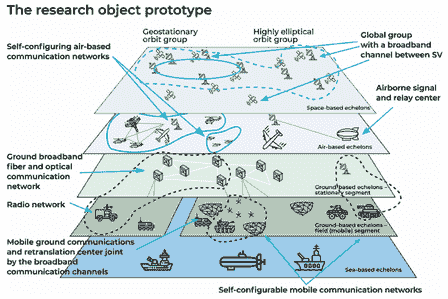 The research object prototype
Geostationary
orbit group
Highly elliptical
orbit group
Global group
with a broadband
channel between SV
Self-configuring air-based
communication networks
Space-based echelons
Airborne signal
and relay center
Air-based echelons
Ground broadband
fiber and optical
communication
network
Ground-based echelons
stationary segment
Radio network
Ground-based echelons-
field (mobile) segment
Mobile ground communications
and retranslation center joint
by the broadband
communication channels
Sea-based echelons
Self-configurable mobile communication networks